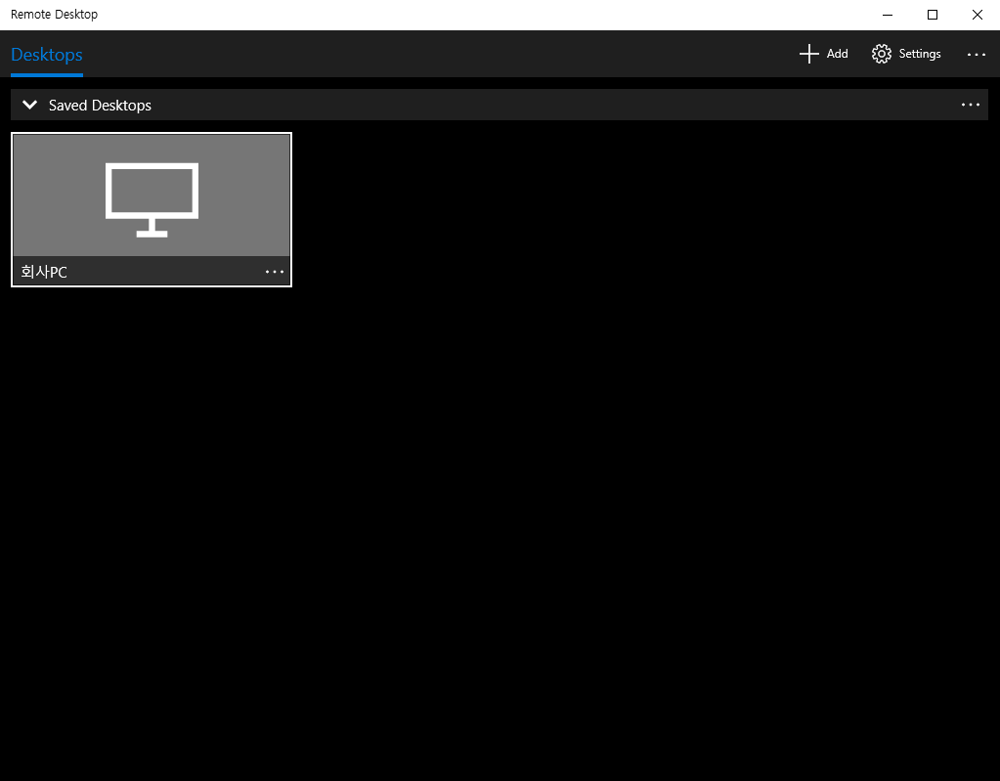 Remote Desktop
Desktops
Add
Settings
Saved Desktops
회사PC